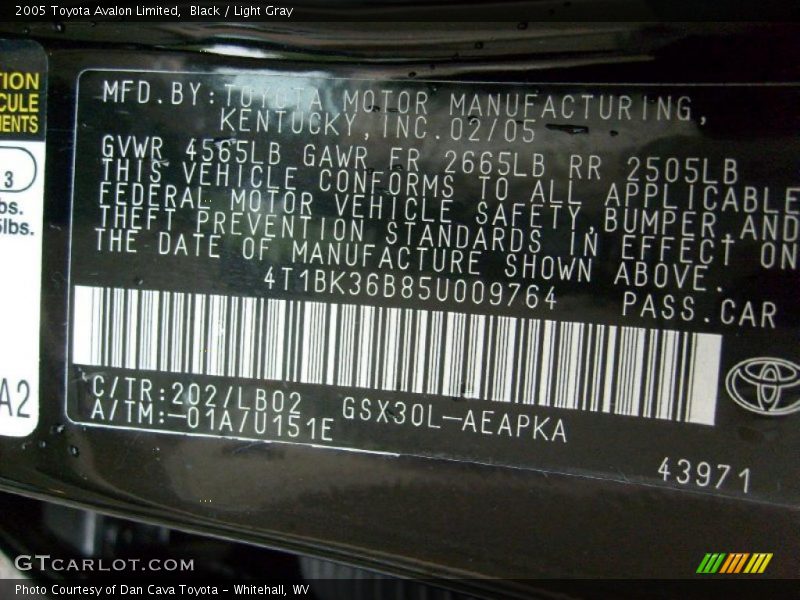 2005 Toyota Avalon Limited, Black / Light Gray
TION
CULE
ENTS
3
bs.
lbs.
A2
MFD.BY:TOYOTA MOTOR MANUFACTURING,
KENTUCKY,INC.02/05
GVWR 4565LB GAWR FR 2665LB RR 2505LB
THIS VEHICLE CONFORMS TO ALL APPLICABLE
FEDERAL MOTOR VEHICLE SAFETY,BUMPER,AND
THEFT PREVENTION STANDARDS IN EFFECT ON
THE DATE OF MANUFACTURE SHOWN ABOVE.
4T1BK36B85U009764 PASS.CAR
C/TR:202/LB02 GSX30L-AEAPKA
A/TM:-01A/U151E
43971
GTCARLOT.COM
Photo Courtesy of Dan Cava Toyota - Whitehall, WV